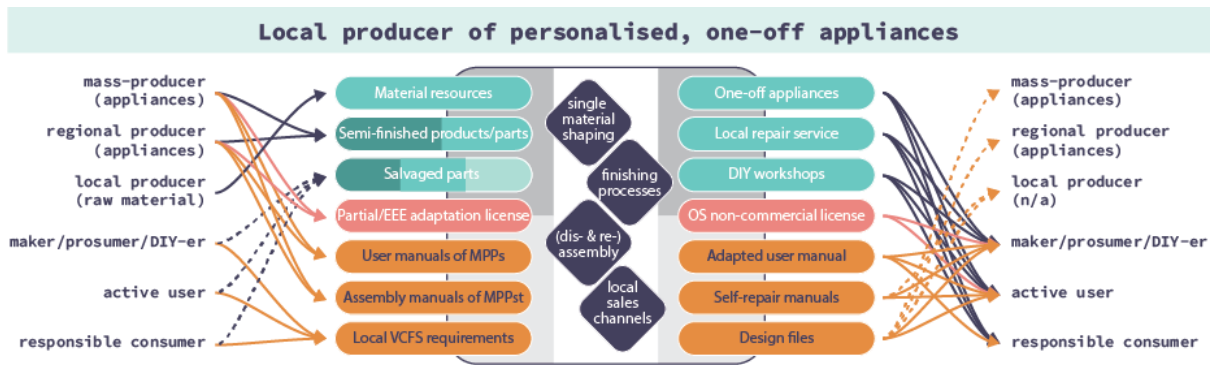 Local producer of personalised, one-off appliances
mass-producer
(appliances)
regional producer
(appliances)
local producer
(raw material)
maker/prosumer/DIY-er
active user
responsible consumer
Material resources
Semi-finished products/parts
Salvaged parts
Partial/EEE adaptation license
User manuals of MPPs
Assembly manuals of MPPst
Local VCFS requirements
single
material
shaping
finishing
processes
(dis- & re-)
assembly
local
sales
channels
One-off appliances
Local repair service
DIY workshops
OS non-commercial license
Adapted user manual
Self-repair manuals
Design files
mass-producer
(appliances)
regional producer
(appliances)
local producer
(n/a)
maker/prosumer/DIY-er
active user
responsible consumer